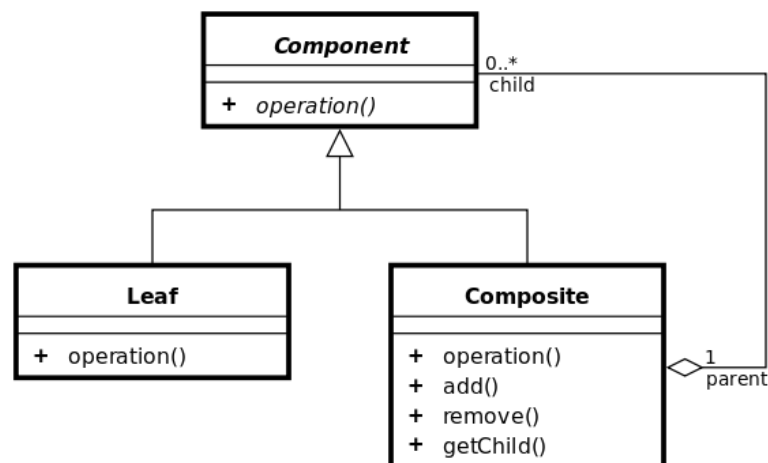 Component
+ operation()
0..*
child
Leaf
+ operation()
Composite
+ operation()
+ add()
+ remove()
+ getChild()
1
parent